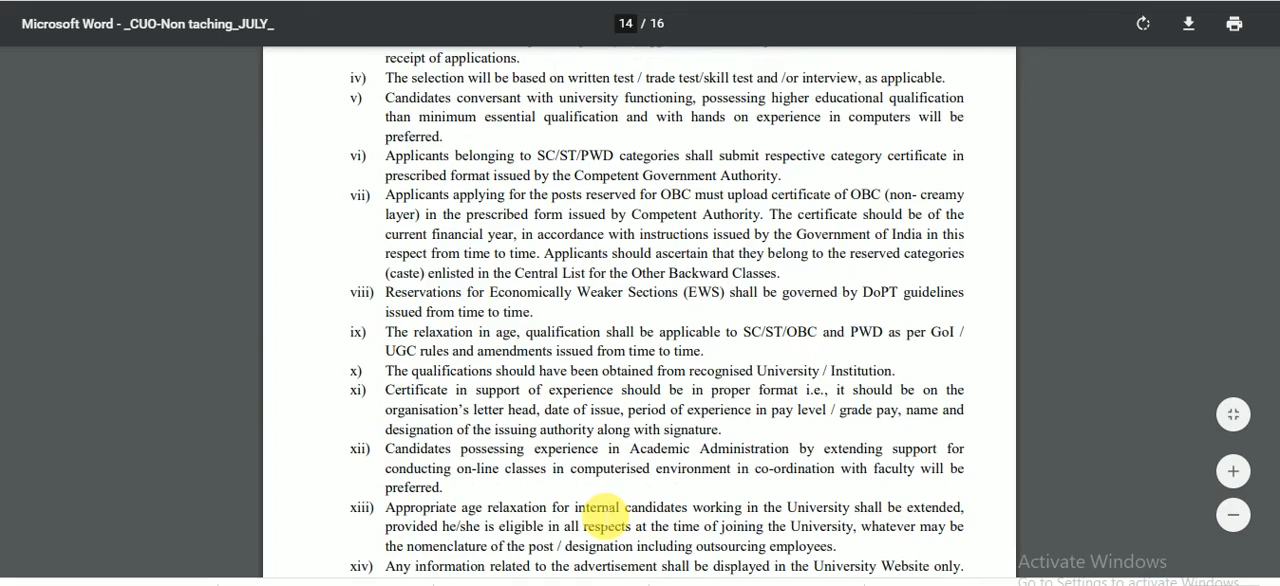 Microsoft Word - _CUO-Non taching_JULY_
14 / 16
receipt of applications.
iv) The selection will be based on written test / trade test/skill test and /or interview, as applicable.
v) Candidates conversant with university functioning, possessing higher educational qualification
than minimum essential qualification and with hands on experience in computers will be
preferred.
vi) Applicants belonging to SC/ST/PWD categories shall submit respective category certificate in
prescribed format issued by the Competent Government Authority.
vii) Applicants applying for the posts reserved for OBC must upload certificate of OBC (non- creamy
layer) in the prescribed form issued by Competent Authority. The certificate should be of the
current financial year, in accordance with instructions issued by the Government of India in this
respect from time to time. Applicants should ascertain that they belong to the reserved categories
(caste) enlisted in the Central List for the Other Backward Classes.
viii) Reservations for Economically Weaker Sections (EWS) shall be governed by DoPT guidelines
issued from time to time.
ix) The relaxation in age, qualification shall be applicable to SC/ST/OBC and PWD as per GoI /
UGC rules and amendments issued from time to time.
x) The qualifications should have been obtained from recognised University / Institution.
xi) Certificate in support of experience should be in proper format i.e., it should be on the
organisation’s letter head, date of issue, period of experience in pay level / grade pay, name and
designation of the issuing authority along with signature.
xii) Candidates possessing experience in Academic Administration by extending support for
conducting on-line classes in computerised environment in co-ordination with faculty will be
preferred.
xiii) Appropriate age relaxation for internal candidates working in the University shall be extended,
provided he/she is eligible in all respects at the time of joining the University, whatever may be
the nomenclature of the post / designation including outsourcing employees.
xiv) Any information related to the advertisement shall be displayed in the University Website only.
Activate Windows
Go to Settings to activate Windows.